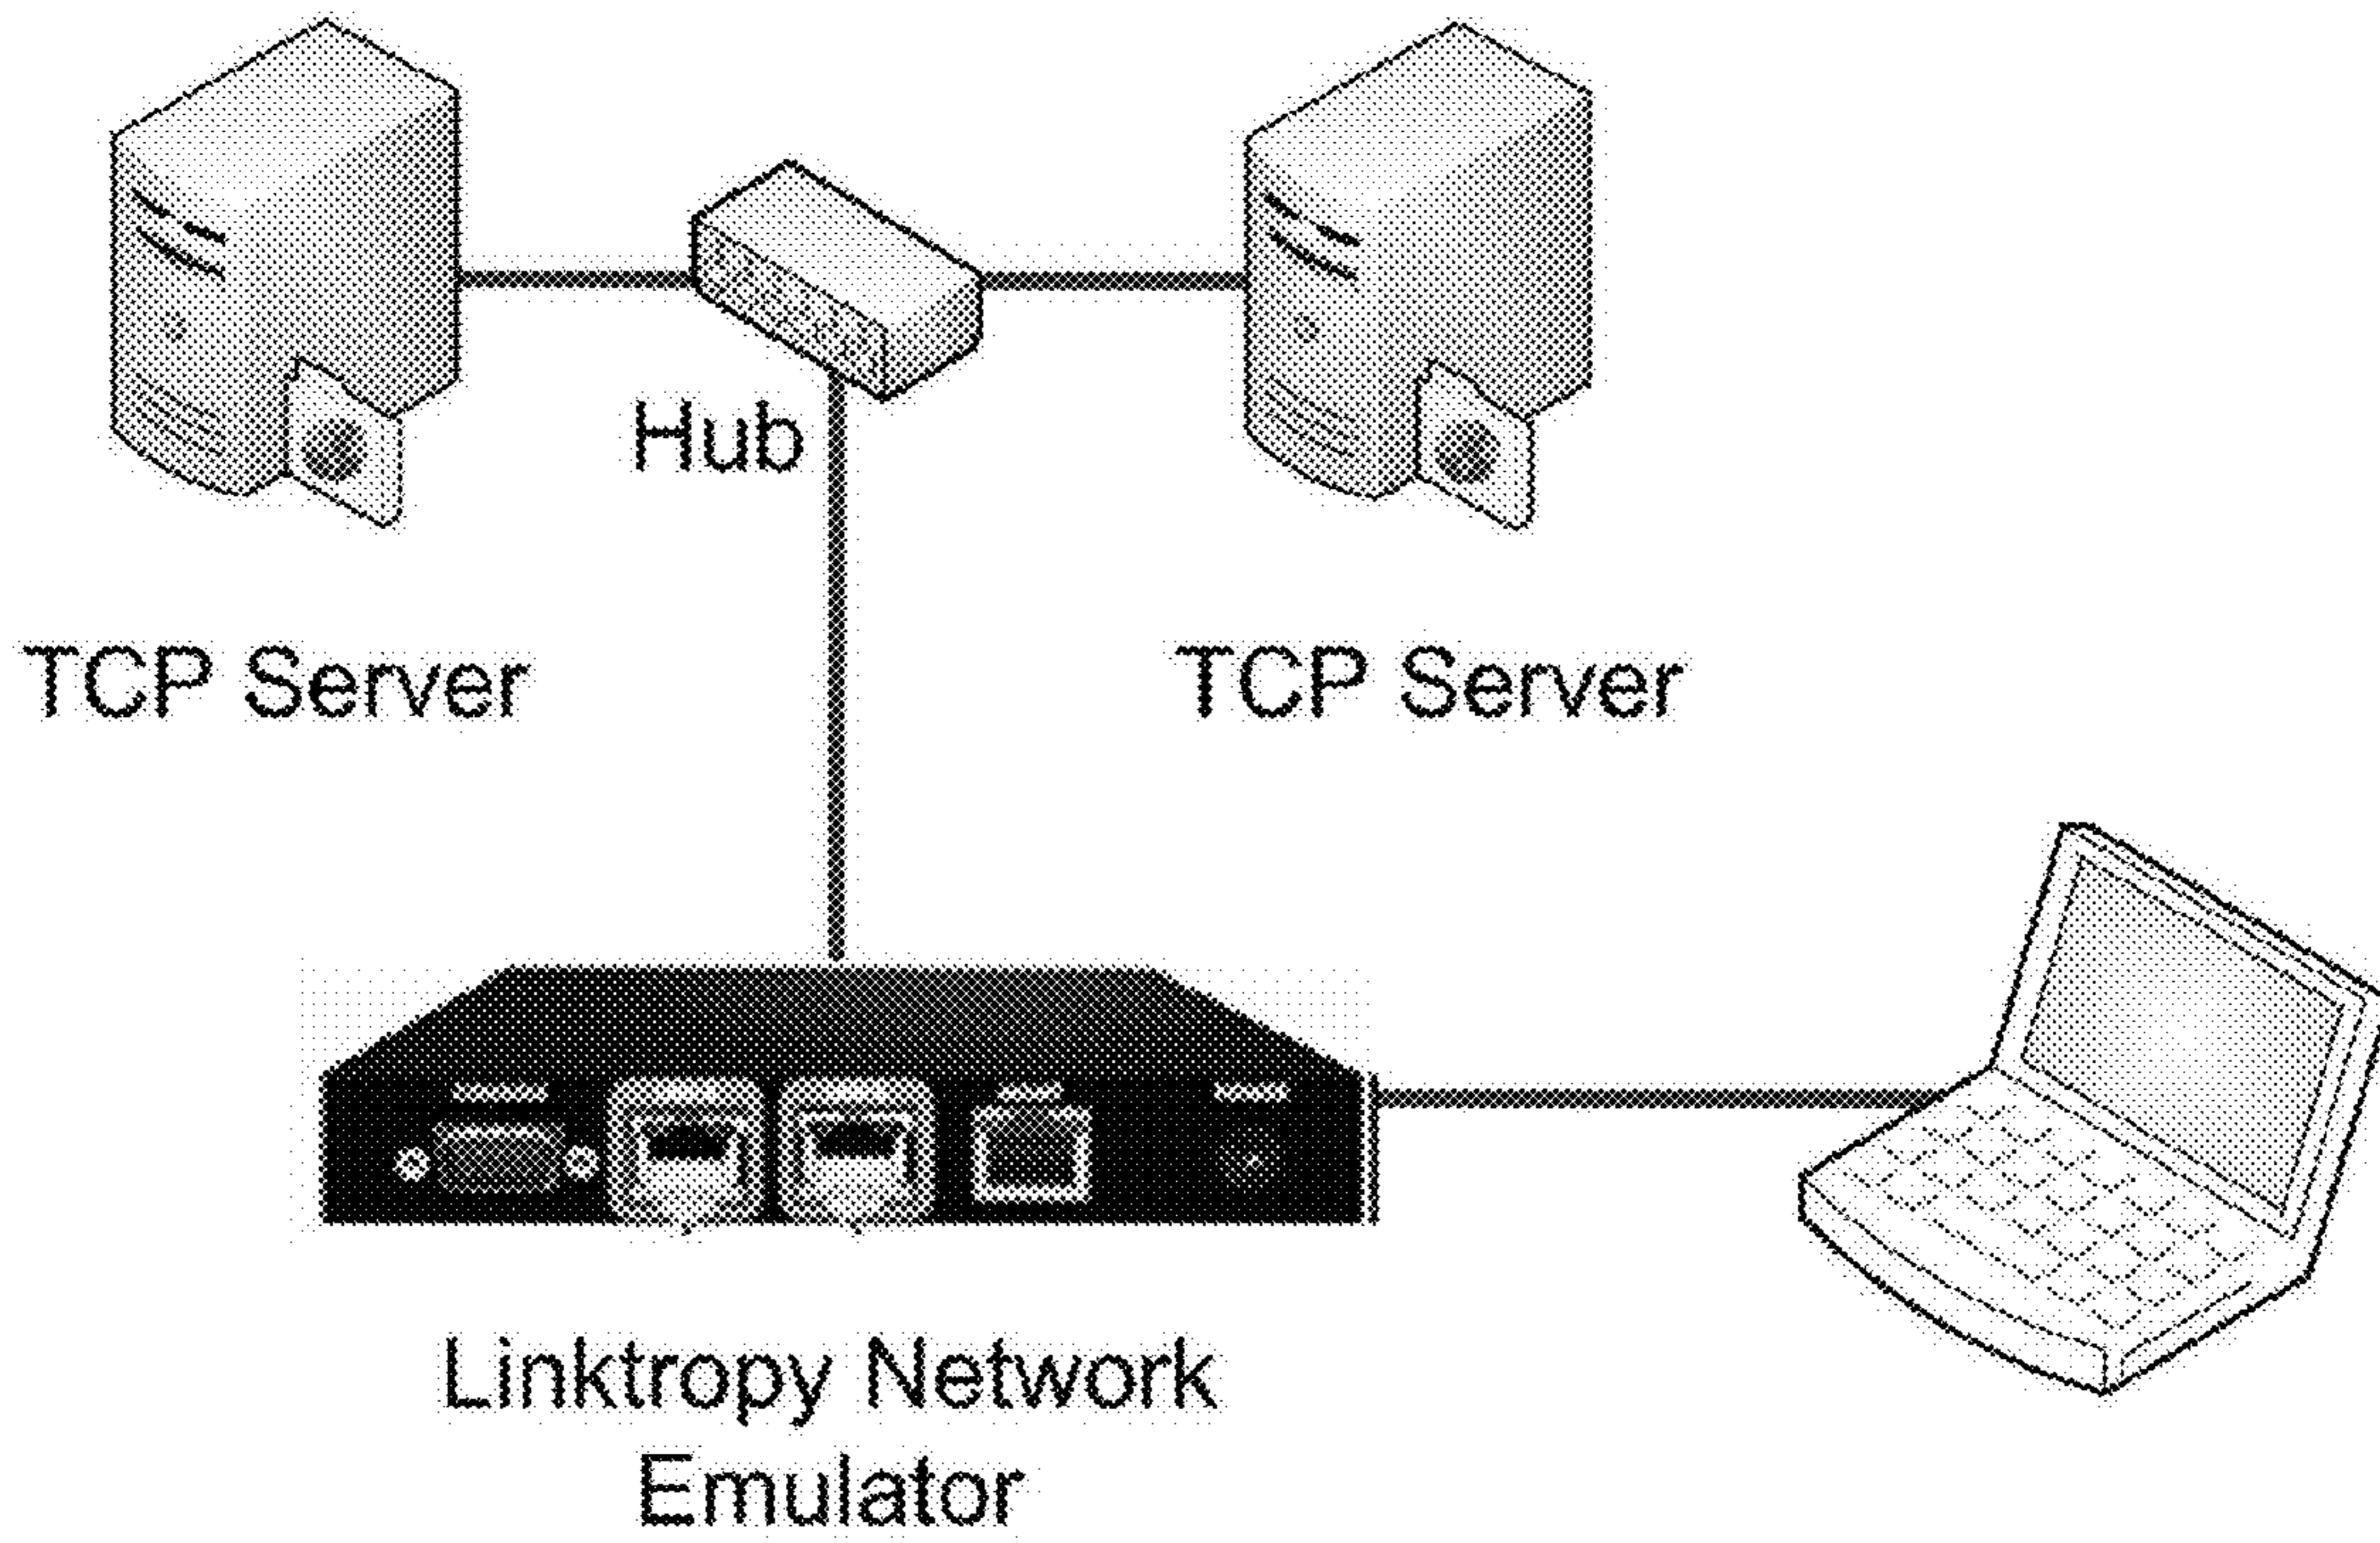 Hub
TCP Server
TCP Server
Linktropy Network
Emulator